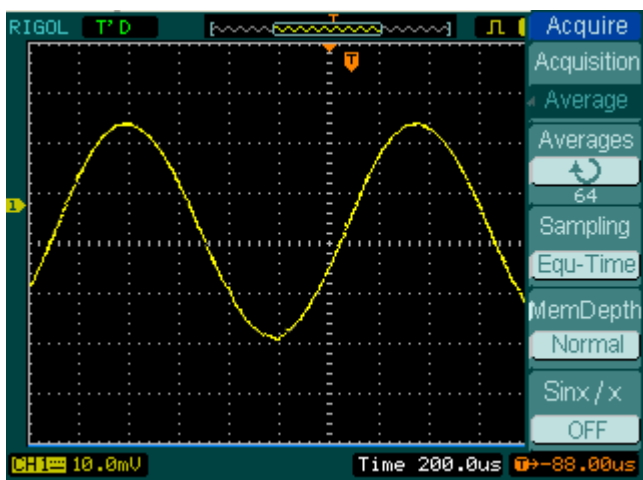 RIGOL T'D
Acquire
Acquisition
Average
Averages
64
Sampling
Equ-Time
MemDepth
Normal
Sinx/x
OFF
T
T
1
CH1 10.0mV Time 200.0us T→-88.00us